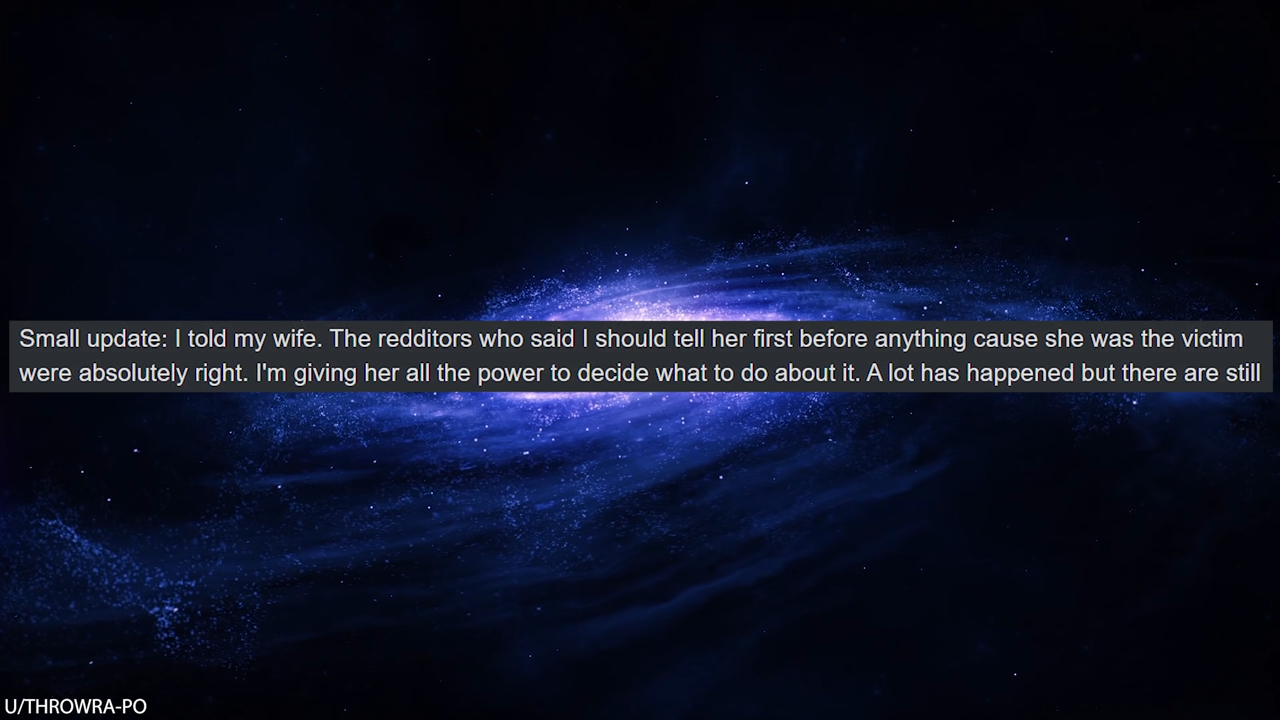 Small update: I told my wife. The redditors who said I should tell her first before anything cause she was the victim
were absolutely right. I'm giving her all the power to decide what to do about it. A lot has happened but there are still
U/THROWRA-PO